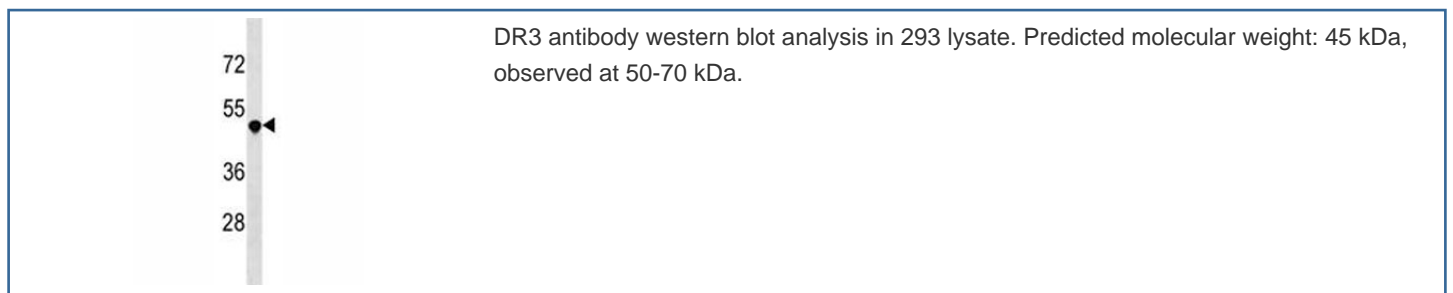 DR3 antibody western blot analysis in 293 lysate. Predicted molecular weight: 45 kDa,
observed at 50-70 kDa.
72
55
36
28